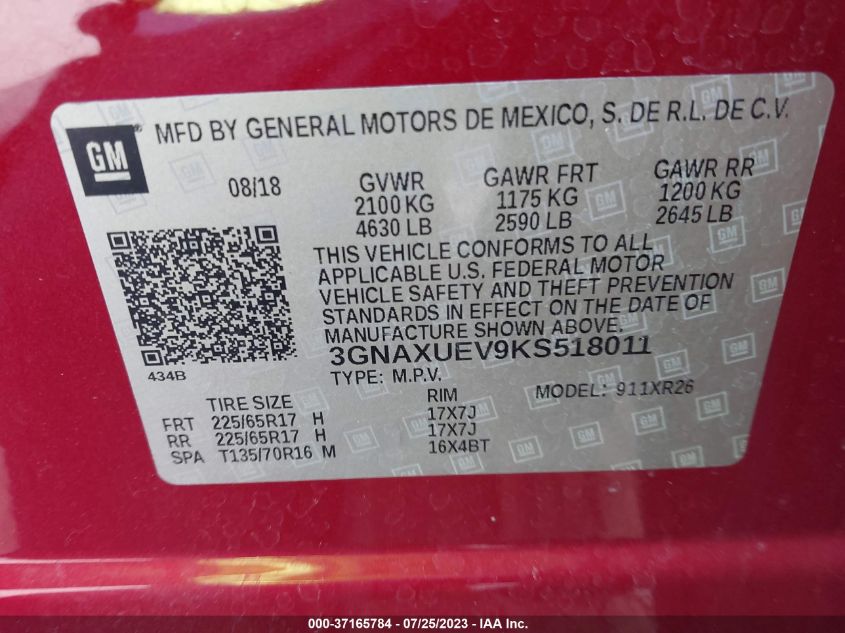 GM ® MFD BY GENERAL MOTORS DE MEXICO, S. DE R.L. DE C.V.
08/18
GVWR GAWR FRT GAWR RR
2100 KG 1175 KG 1200 KG
4630 LB 2590 LB 2645 LB
THIS VEHICLE CONFORMS TO ALL
APPLICABLE U.S. FEDERAL MOTOR
VEHICLE SAFETY AND THEFT PREVENTION
STANDARDS IN EFFECT ON THE DATE OF
MANUFACTURE SHOWN ABOVE.
3GNAXUEV9KS518011
434B
TYPE: M.P.V. MODEL: 911XR26
TIRE SIZE RIM
FRT 225/65R17 H 17X7J
RR 225/65R17 H 17X7J
SPA T135/70R16 M 16X4BT
000-37165784 - 07/25/2023 - IAA Inc.